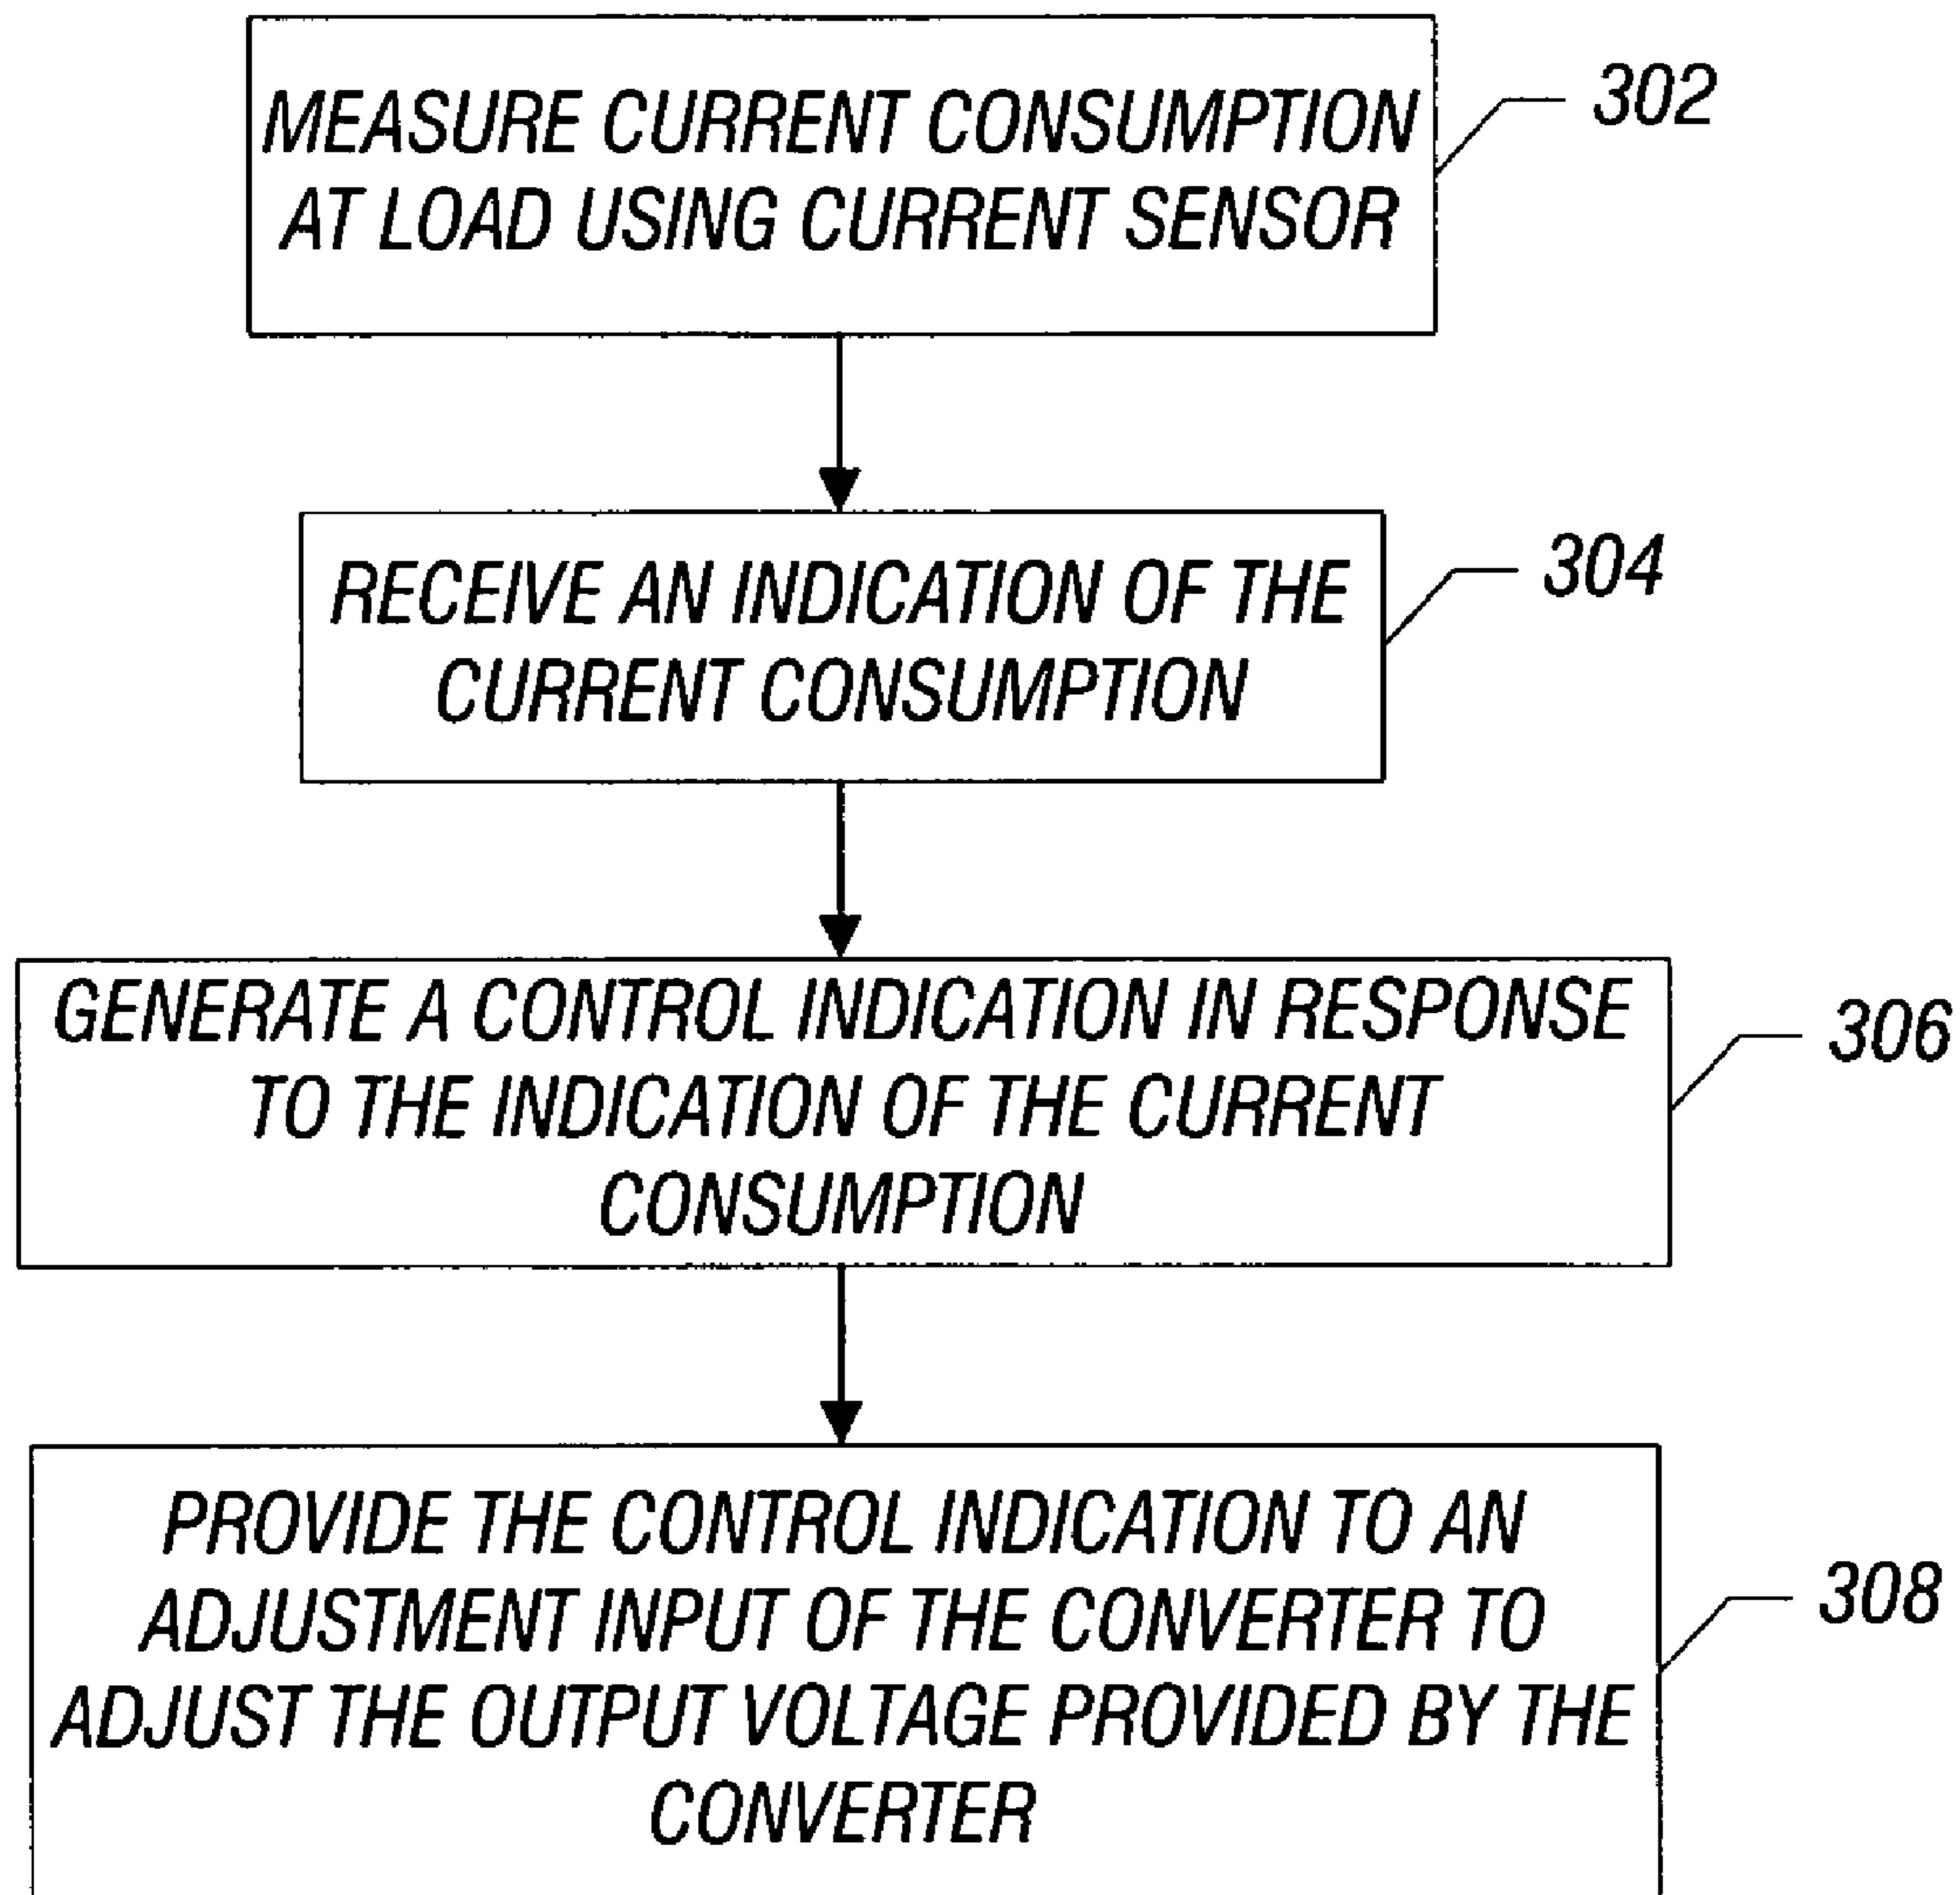 MEASURE CURRENT CONSUMPTION
AT LOAD USING CURRENT SENSOR
302
RECEIVE AN INDICATION OF THE
CURRENT CONSUMPTION
304
GENERATE A CONTROL INDICATION IN RESPONSE
TO THE INDICATION OF THE CURRENT
CONSUMPTION
306
PROVIDE THE CONTROL INDICATION TO AN
ADJUSTMENT INPUT OF THE CONVERTER TO
ADJUST THE OUTPUT VOLTAGE PROVIDED BY THE
CONVERTER
308